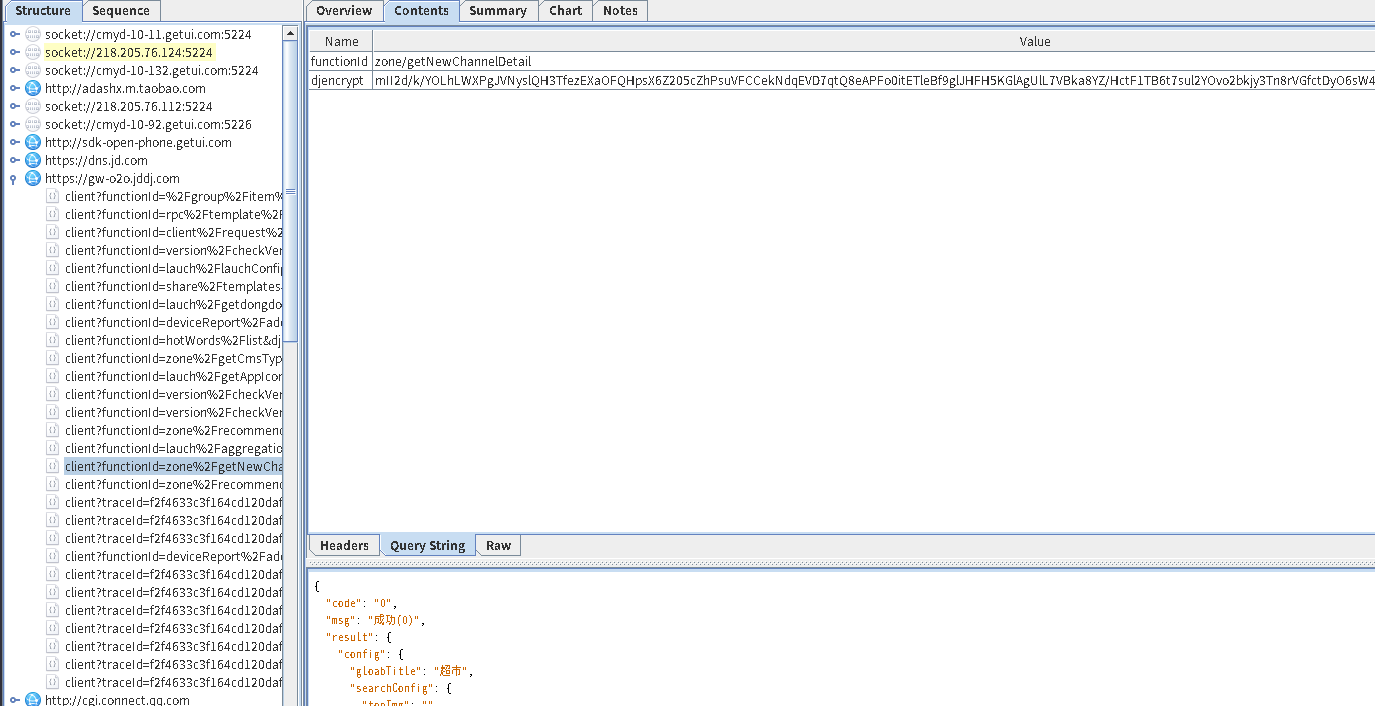 Structure Sequence
socket://cmyd-10-11.getui.com:5224
socket://218.205.76.124:5224
socket://cmyd-10-132.getui.com:5224
http://adashx.m.taobao.com
socket://218.205.76.112:5224
socket://cmyd-10-92.getui.com:5226
http://sdk-open-phone.getui.com
https://dns.jd.com
https://gw-o2o.jddj.com
client?functionId=%2Fgroup%2Fitem%
client?functionId=rpc%2Ftemplate%2F
client?functionId=client%2Frequest%2
client?functionId=version%2FcheckVer
client?functionId=lauch%2FlauchConfi
client?functionId=share%2Ftemplates
client?functionId=lauch%2Fgetdongdo
client?functionId=deviceReport%2Fad
client?functionId=hotWords%2Flist&dj
client?functionId=zone%2FgetCmsTyp
client?functionId=lauch%2FgetAppIcor
client?functionId=version%2FcheckVer
client?functionId=version%2FcheckVer
client?functionId=zone%2Frecommend
client?functionId=lauch%2Faggregatio
client?functionId=zone%2FgetNewCha
client?functionId=zone%2Frecommend
client?traceId=f2f4633c3f164cd120daf
client?traceId=f2f4633c3f164cd120daf
client?traceId=f2f4633c3f164cd120daf
client?functionId=deviceReport%2Fad
client?traceId=f2f4633c3f164cd120daf
client?traceId=f2f4633c3f164cd120daf
client?traceId=f2f4633c3f164cd120daf
client?traceId=f2f4633c3f164cd120daf
client?traceId=f2f4633c3f164cd120daf
client?traceId=f2f4633c3f164cd120daf
client?traceId=f2f4633c3f164cd120daf
http://cgi.connect.qq.com
Overview Contents Summary Chart Notes
Name Value
functionId zone/getNewChannelDetail
djencrypt
Headers Query String Raw
{
"code": "0",
"msg": "成功(0)",
"result": {
"config": {
"gloabTitle": "超市",
"searchConfig": {
"topImg": ""